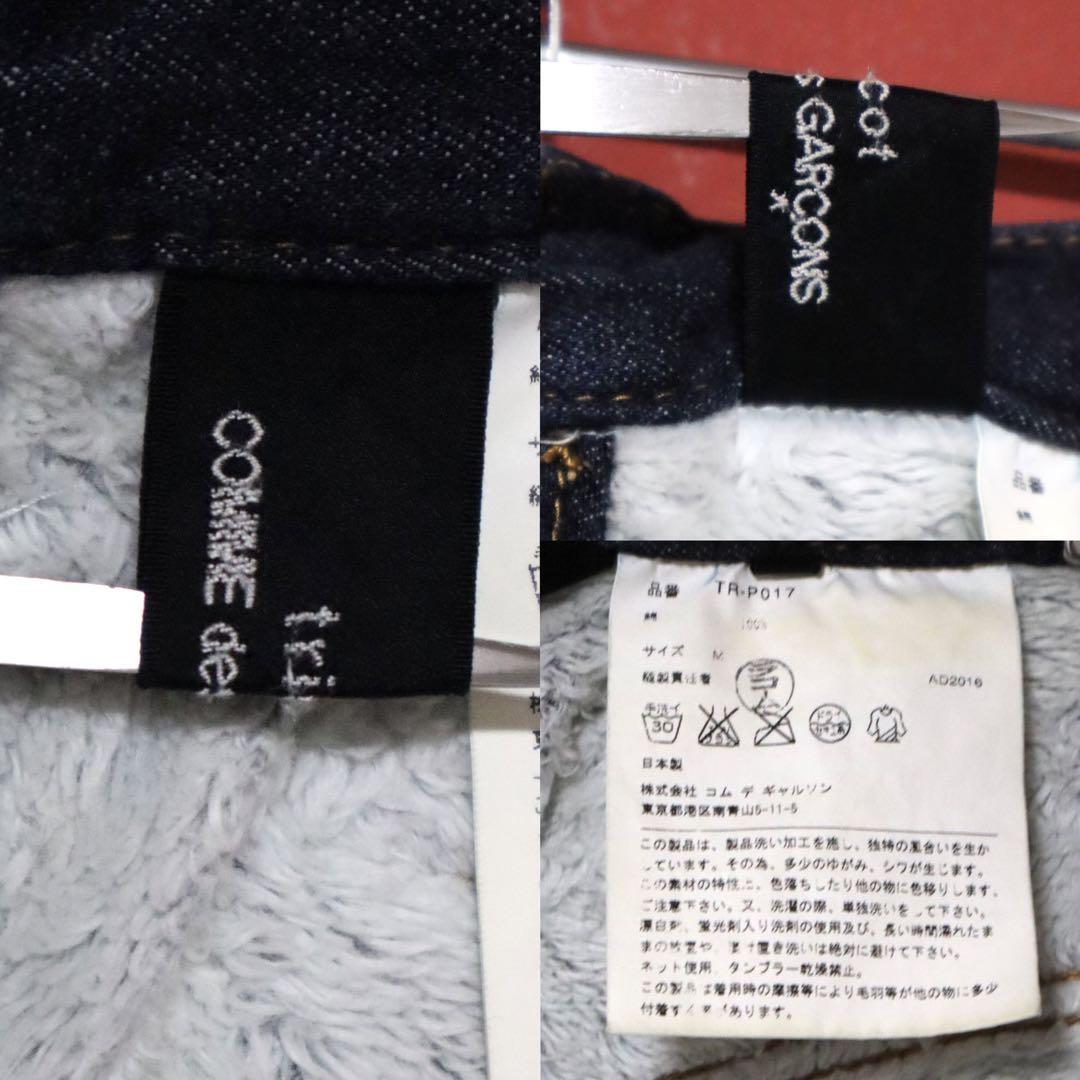 COMME des
tri
cot
s GARÇONS
品番
綿
品番 TR-P017
綿 100%
サイズ M
縫製責任者
AD2016
手洗イ
30
日本製
株式会社 コム デ ギャルソン
東京都港区南青山5-11-5
この製品は、製品洗い加工を施し、独特の風合いを生か
しています。その為、多少のゆがみ、シワが生じます。
この素材の特性上、色落ちしたり他の物に色移りします。
ご注意下さい。又、洗濯の際、単独洗いをして下さい。
漂白剤、蛍光剤入り洗剤の使用及び、長い時間濡れたま
まの放置や、置き洗いは絶対に避けて下さい。
ネット使用、タンブラー乾燥禁止。
この製品は着用時の摩擦等により毛羽等が他の物に多少
付着する事があります。